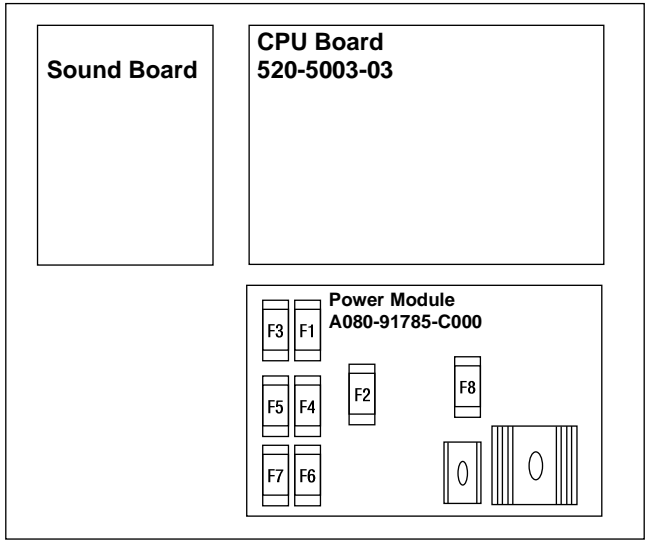 Sound Board
CPU Board
520-5003-03
Power Module
A080-91785-C000
F3 F1
F2
F8
F5 F4
F7 F6